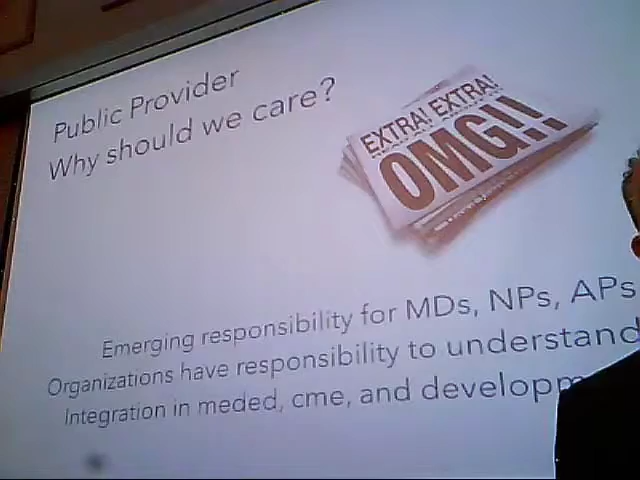 Public Provider
Why should we care?
EXTRA! EXTRA!
OMG!!
Emerging responsibility for MDs, NPs, APs
Organizations have responsibility to understand
Integration in meded, cme, and developm